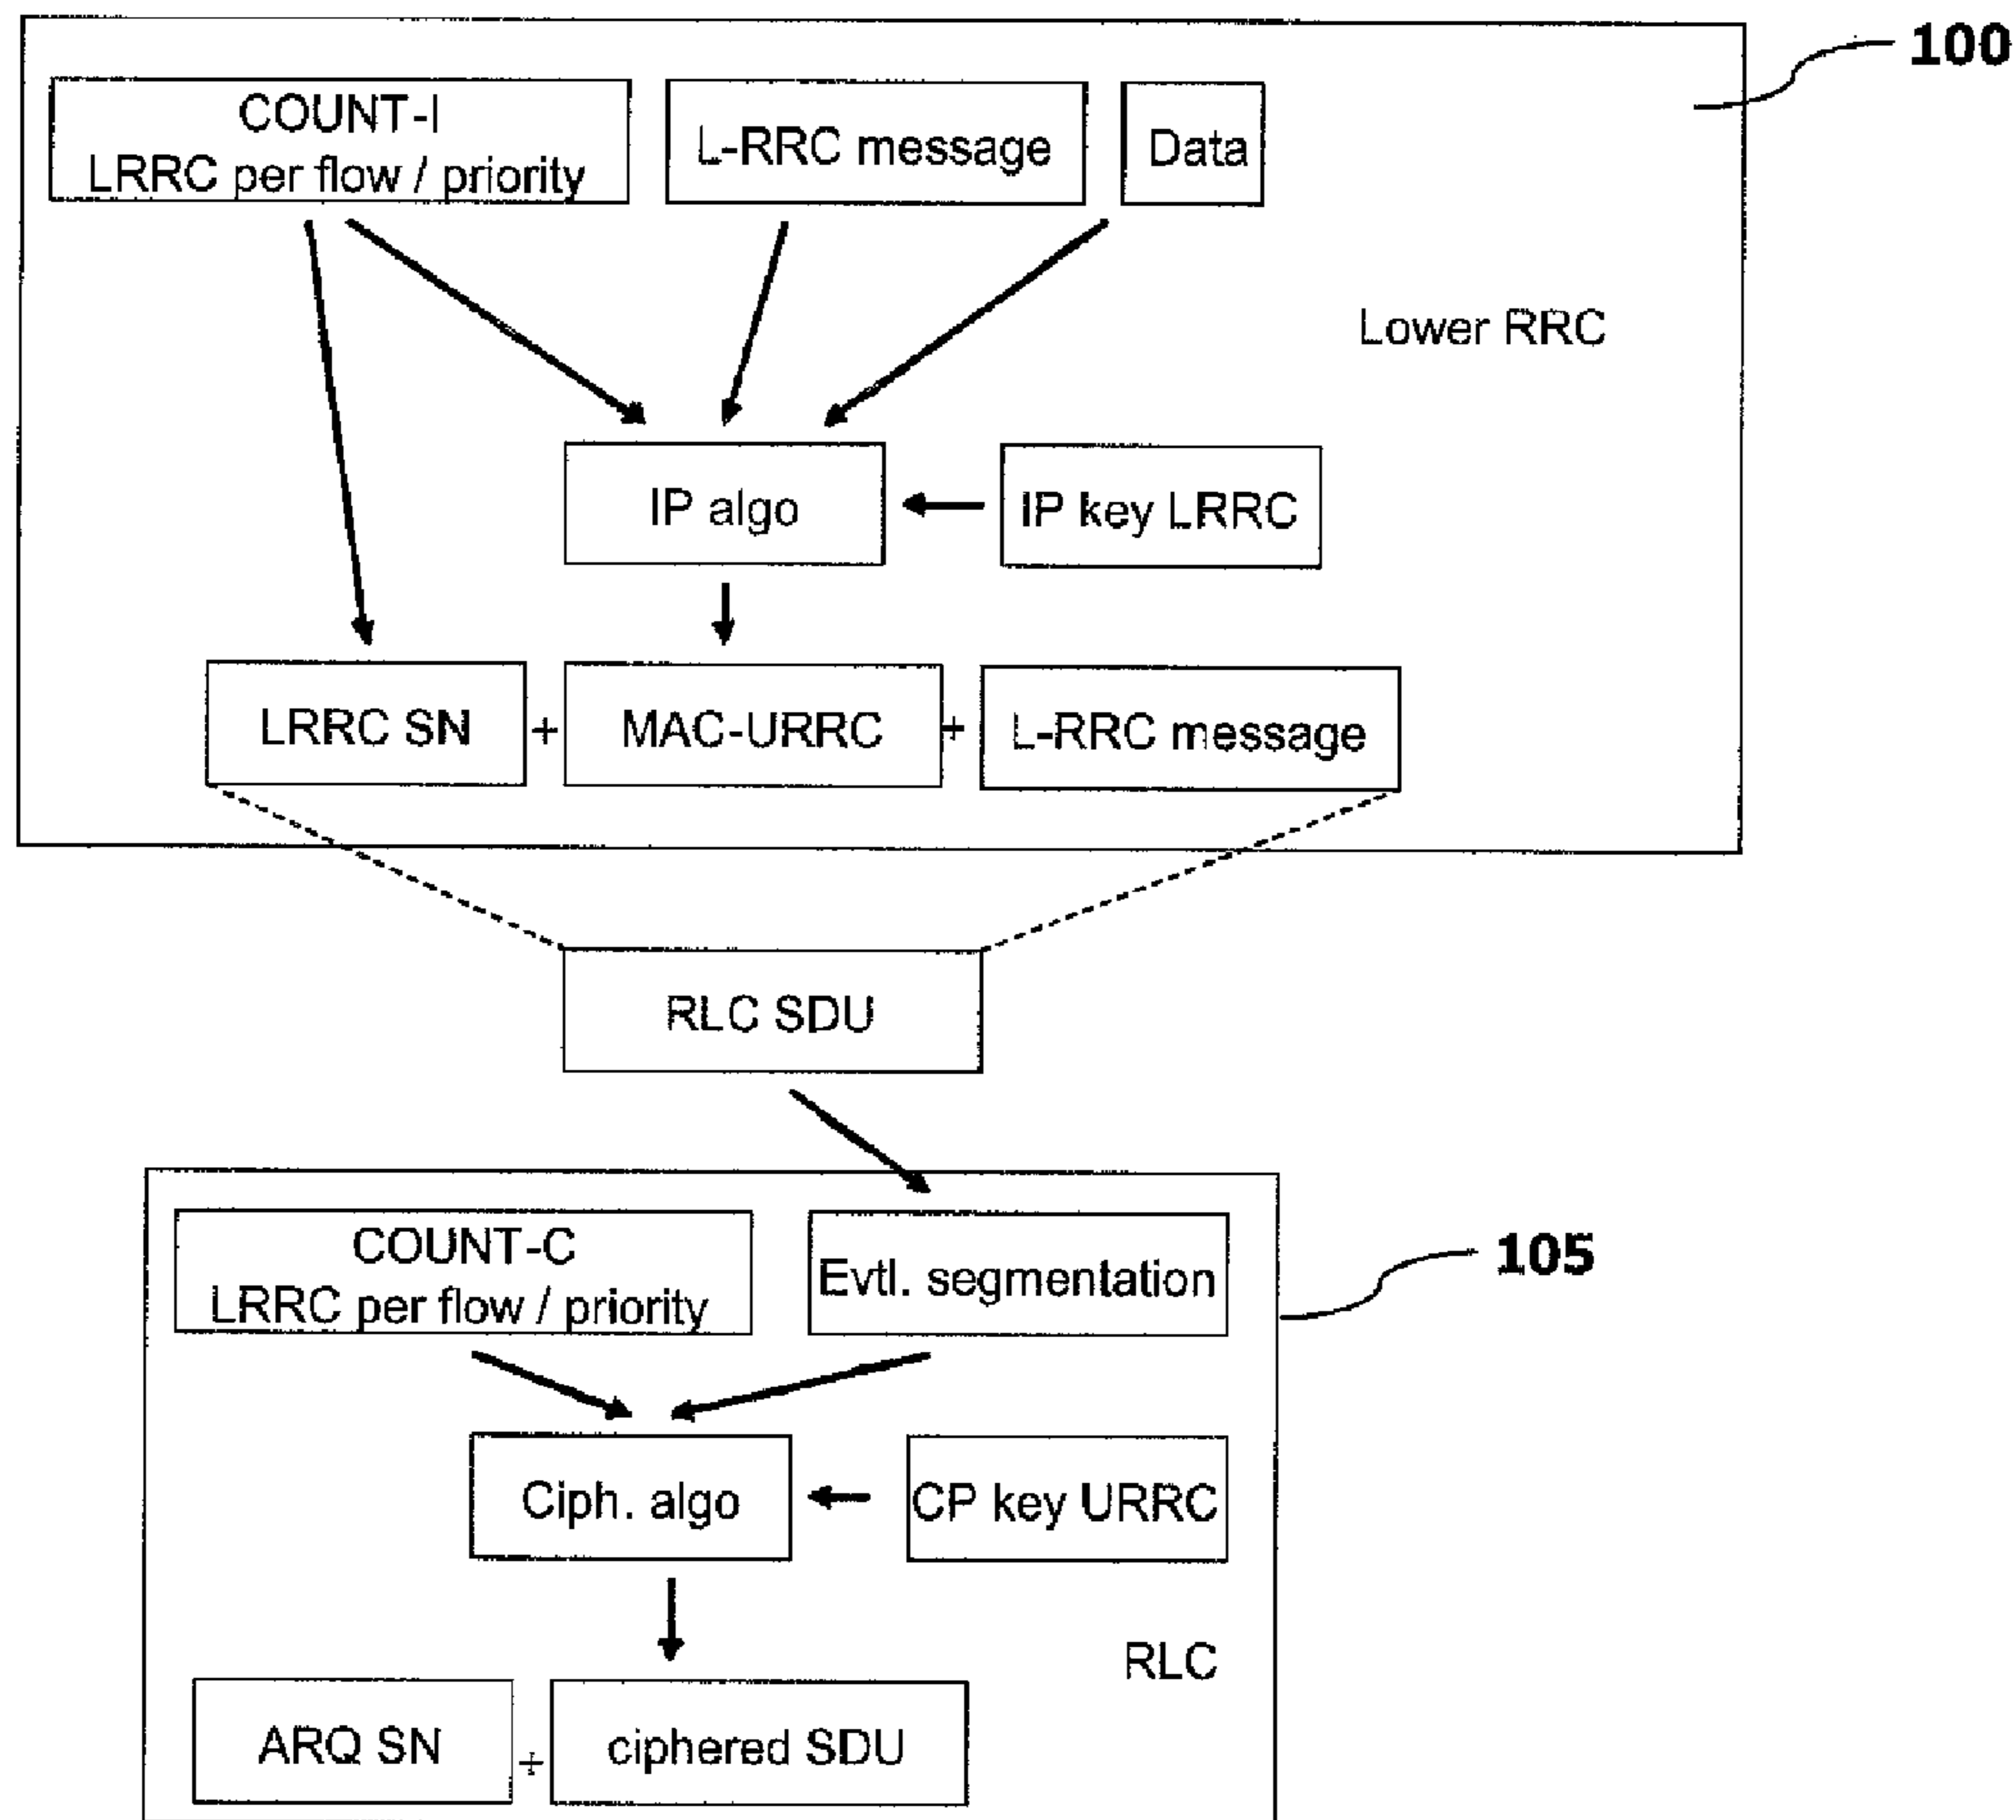 100
COUNT-I
LRRC per flow / priority
L-RRC message
Data
Lower RRC
IP algo
IP key LRRC
LRRC SN + MAC-URRC + L-RRC message
RLC SDU
105
COUNT-C
LRRC per flow / priority
Evtl. segmentation
Ciph. algo
CP key URRC
RLC
ARQ SN + ciphered SDU